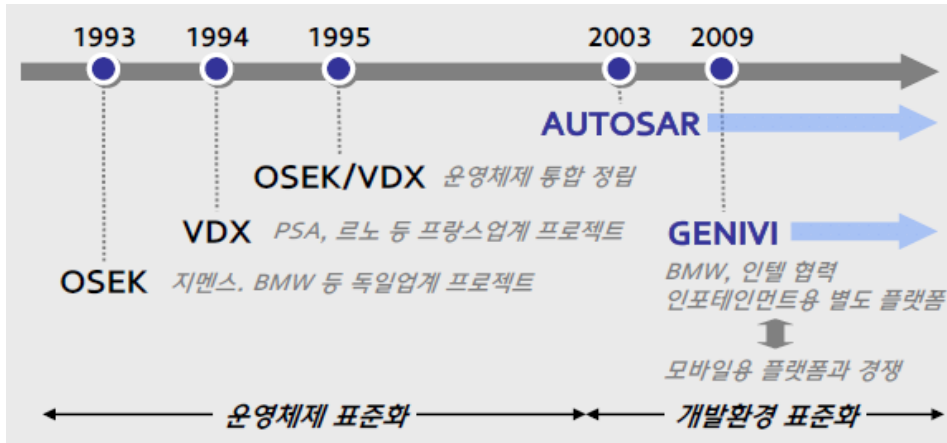 1993 1994 1995 2003 2009
AUTOSAR
OSEK/VDX 운영체제 통합 정립
VDX PSA, 르노 등 프랑스업계 프로젝트
GENIVI
OSEK 지멘스. BMW 등 독일업계 프로젝트
BMW, 인텔 협력
인포테인먼트용 별도 플랫폼
모바일용 플랫폼과 경쟁
운영체제 표준화
개발환경 표준화